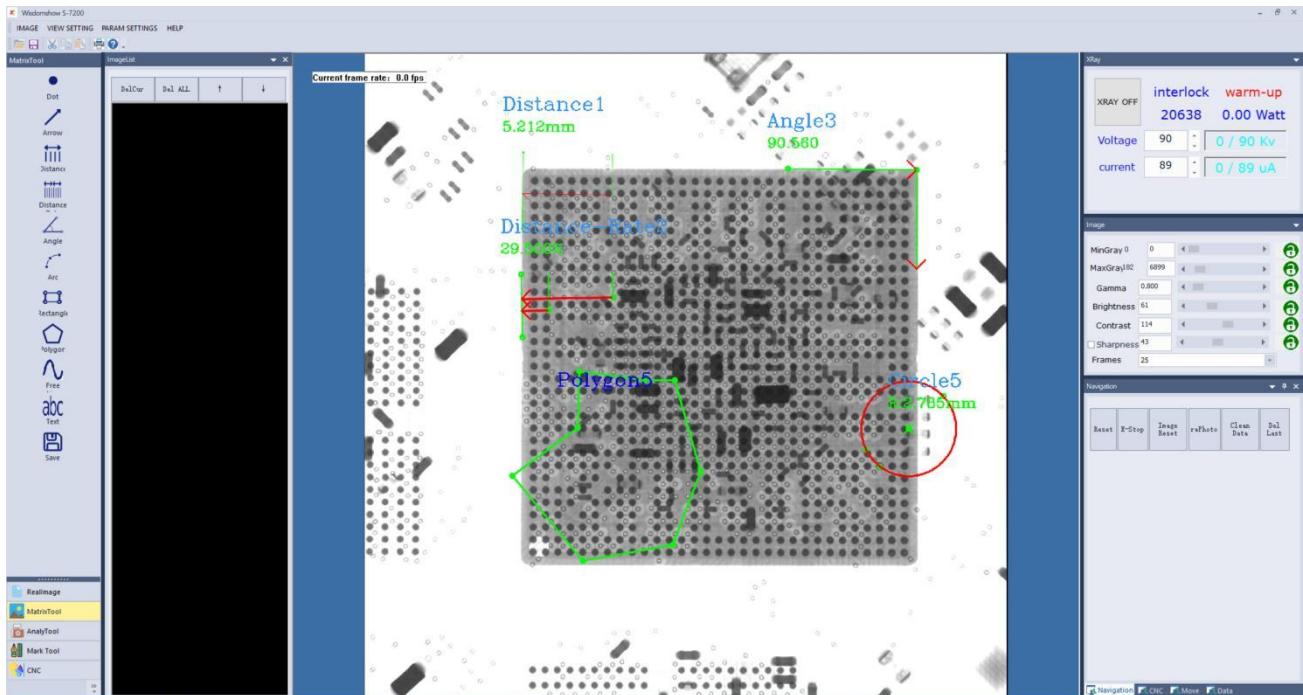 Wisdomshow S-7200
IMAGE VIEW SETTING PARAM SETTINGS HELP
MatrixTool
Dot
Arrow
Distance
Angle
Arc
Rectangle
Polygon
Free
abc
Text
Save
RealImage
MatrixTool
AnalyTool
Mark Tool
CNC
ImageList
DelCur Del ALL ↑ ↓
Current frame rate: 0.0 fps
Distance1
5.212mm
Angle3
90.560
Polygon5
XRay
XRAY OFF
interlock warm-up
20638 0.00 Watt
Voltage 90 0 / 90 Kv
current 89 0 / 89 uA
Image
MinGray 0 0
MaxGray 6899
Gamma 0.800
Brightness 61
Contrast 114
Sharpness 43
Frames 25
Navigation
Reset E-Stop Image Reset rePhoto Clean Data Del Last
Navigation CNC Move Data